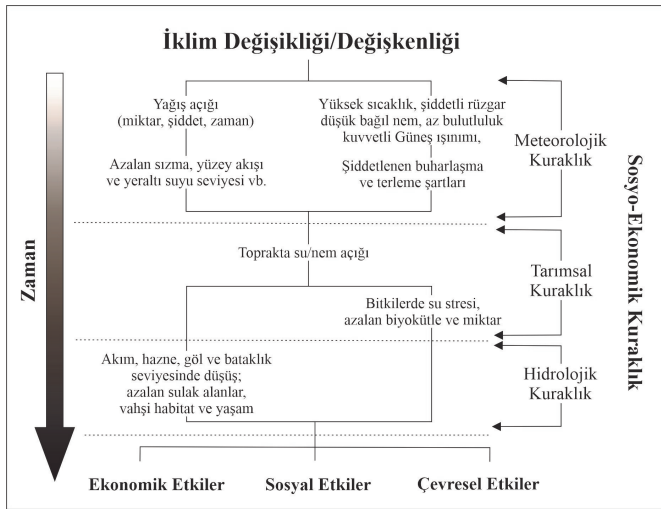 İklim Değişikliği/Değişkenliği
Yağış açığı
(miktar, şiddet, zaman)
Yüksek sıcaklık, şiddetli rüzgar
düşük bağıl nem, az bulutluluk
kuvvetli Güneş ışınımı,
Azalan sızma, yüzey akışı
ve yeraltı suyu seviyesi vb.
Şiddetlenen buharlaşma
ve terleme şartları
Meteorolojik
Kuraklık
Toprakta su/nem açığı
Bitkilerde su stresi,
azalan biyokütle ve miktar
Tarımsal
Kuraklık
Akım, hazne, göl ve bataklık
seviyesinde düşüş;
azalan sulak alanlar,
vahşi habitat ve yaşam
Hidrolojik
Kuraklık
Ekonomik Etkiler
Sosyal Etkiler
Çevresel Etkiler
Zaman
Sosyo-Ekonomik Kuraklık